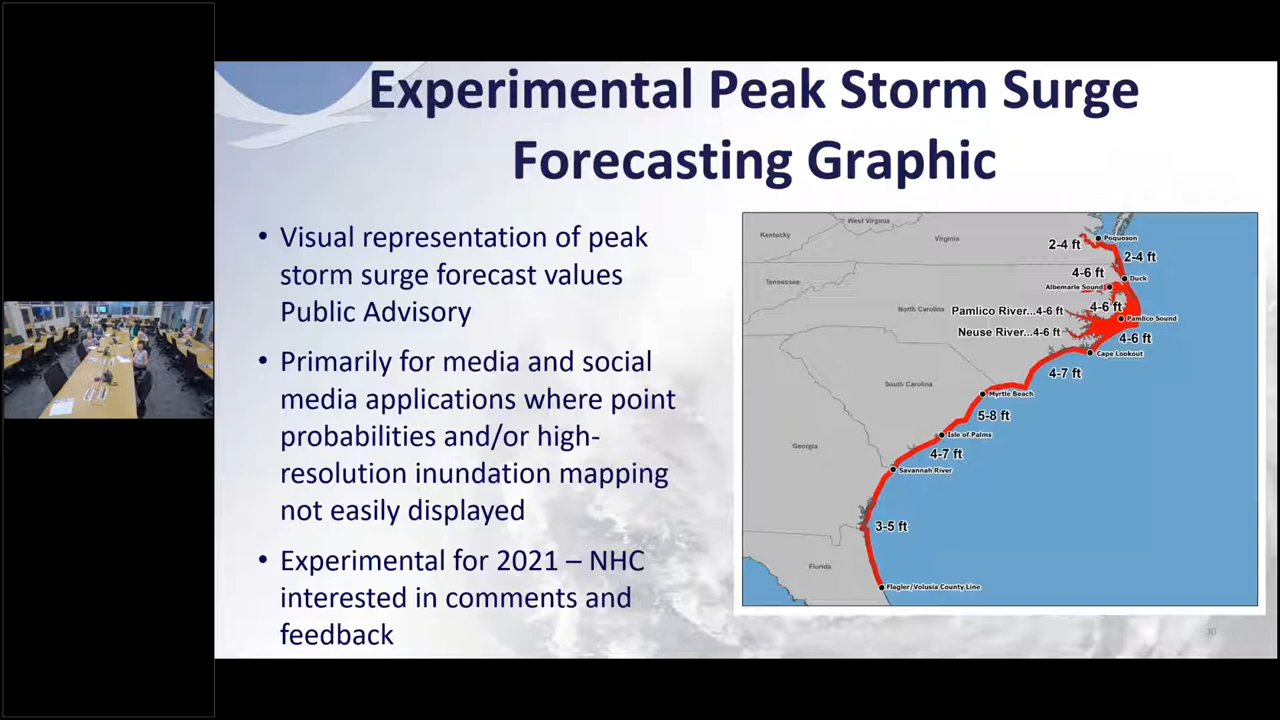 Experimental Peak Storm Surge
Forecasting Graphic
• Visual representation of peak
storm surge forecast values
Public Advisory
• Primarily for media and social
media applications where point
probabilities and/or high-
resolution inundation mapping
not easily displayed
• Experimental for 2021 – NHC
interested in comments and
feedback
West Virginia
Kentucky
Virginia
Poquoson
2-4 ft
2-4 ft
4-6 ft
Duck
Tennessee
Albemarle Sound
North Carolina
Pamlico River...4-6 ft
4-6 ft
Pamlico Sound
Neuse River...4-6 ft
4-6 ft
Cape Lookout
4-7 ft
South Carolina
Myrtle Beach
5-8 ft
Isle of Palms
Georgia
4-7 ft
Savannah River
3-5 ft
Florida
Flagler/Volusia County Line
30